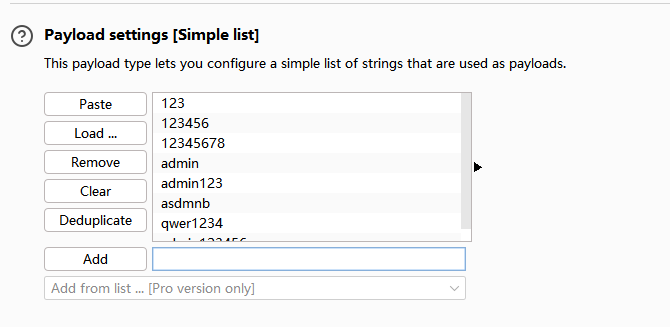 Payload settings [Simple list]
This payload type lets you configure a simple list of strings that are used as payloads.
Paste
Load ...
Remove
Clear
Deduplicate
123
123456
12345678
admin
admin123
asdmnb
qwer1234
Add
Add from list ... [Pro version only]